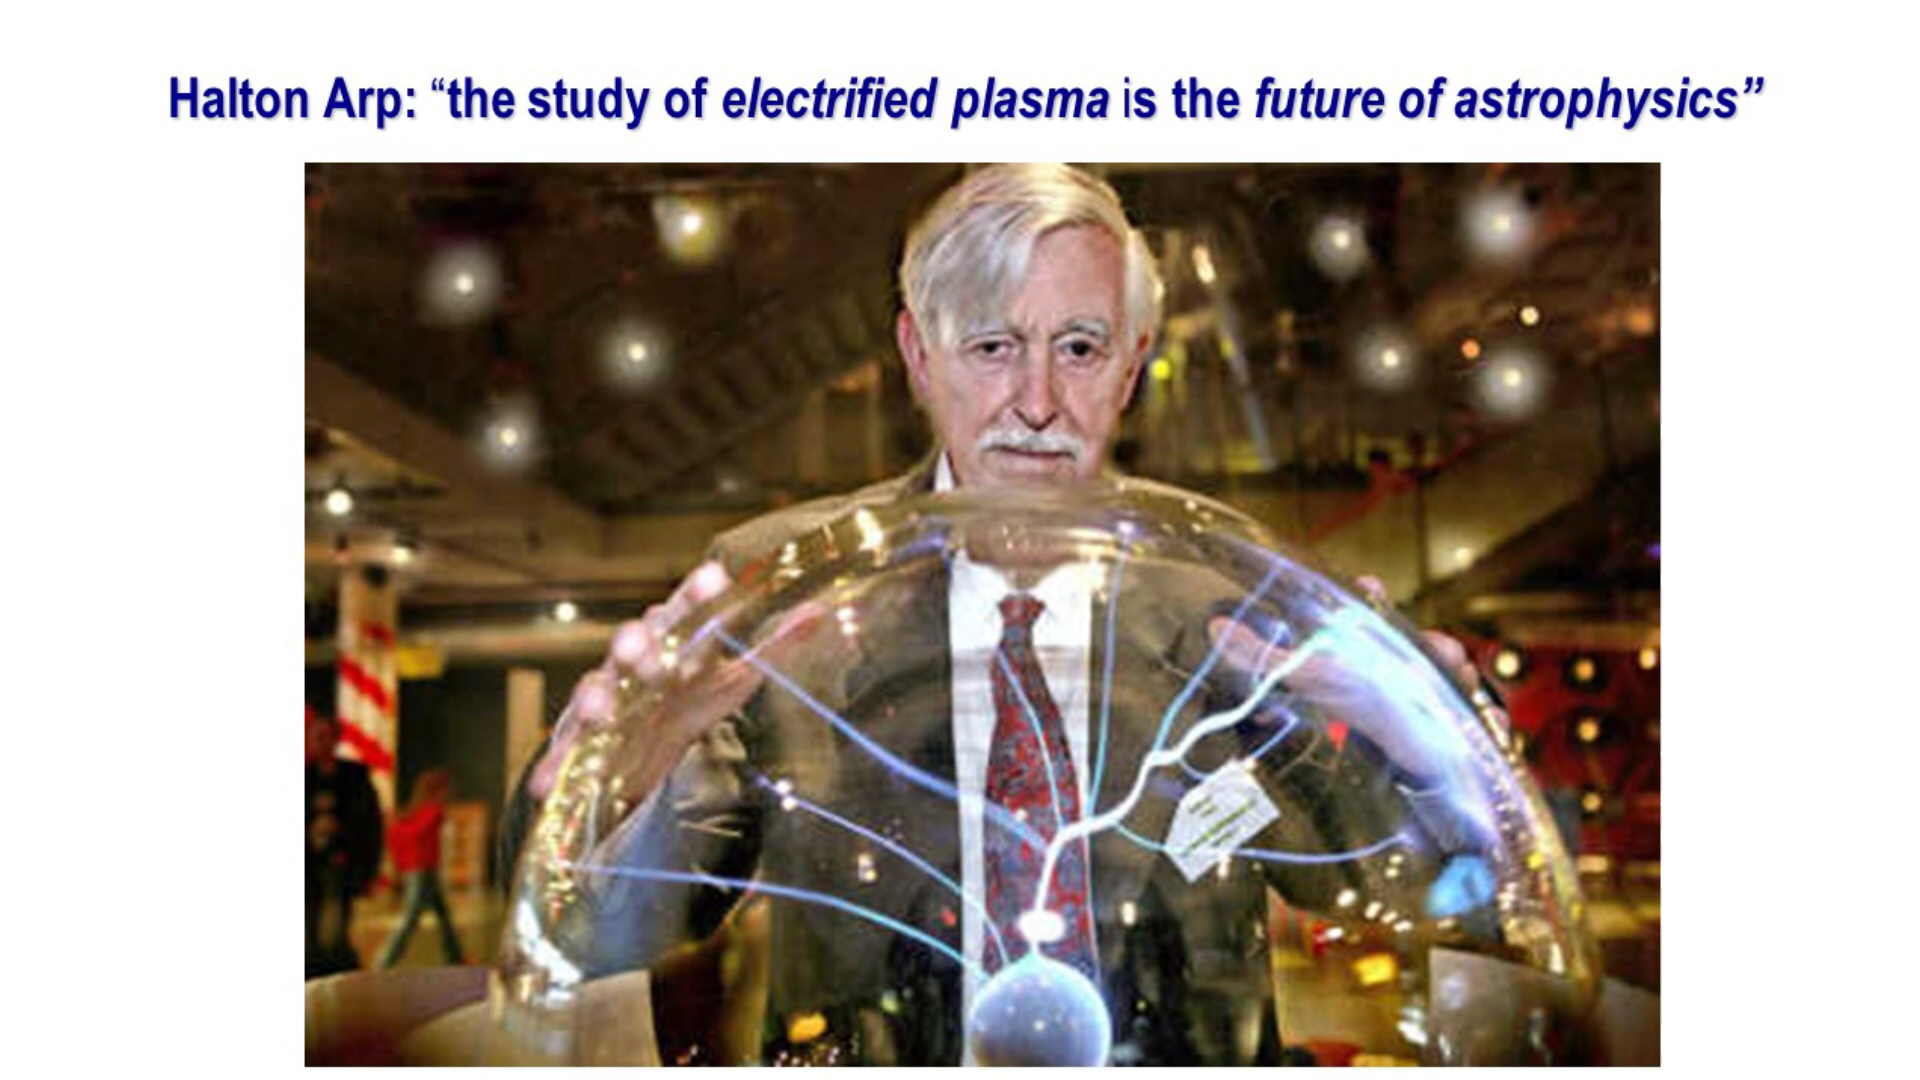 Halton Arp: “the study of electrified plasma is the future of astrophysics”